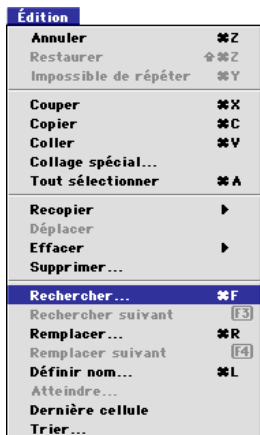 Édition
Annuler ⌘Z
Restaurer ⇧⌘Z
Impossible de répéter ⌘Y
Couper ⌘X
Copier ⌘C
Coller ⌘V
Collage spécial...
Tout sélectionner ⌘A
Recopier ▶
Déplacer
Effacer ▶
Supprimer...
Rechercher... ⌘F
Rechercher suivant F3
Remplacer... ⌘R
Remplacer suivant F4
Définir nom... ⌘L
Atteindre...
Dernière cellule
Trier...